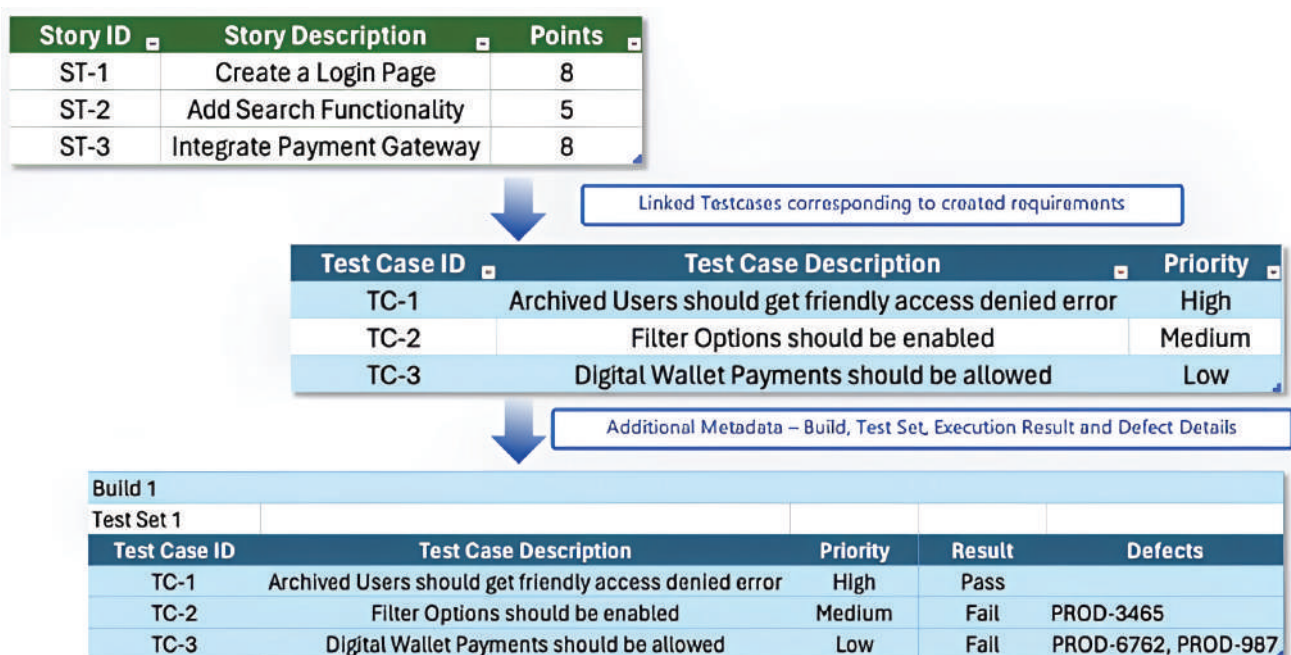 Story ID Story Description Points
ST-1 Create a Login Page 8
ST-2 Add Search Functionality 5
ST-3 Integrate Payment Gateway 8
Linked Testcases corresponding to created requirements
Test Case ID Test Case Description Priority
TC-1 Archived Users should get friendly access denied error High
TC-2 Filter Options should be enabled Medium
TC-3 Digital Wallet Payments should be allowed Low
Additional Metadata – Build, Test Set, Execution Result and Defect Details
Build 1
Test Set 1
Test Case ID Test Case Description Priority Result Defects
TC-1 Archived Users should get friendly access denied error High Pass
TC-2 Filter Options should be enabled Medium Fail PROD-3465
TC-3 Digital Wallet Payments should be allowed Low Fail PROD-6762, PROD-987